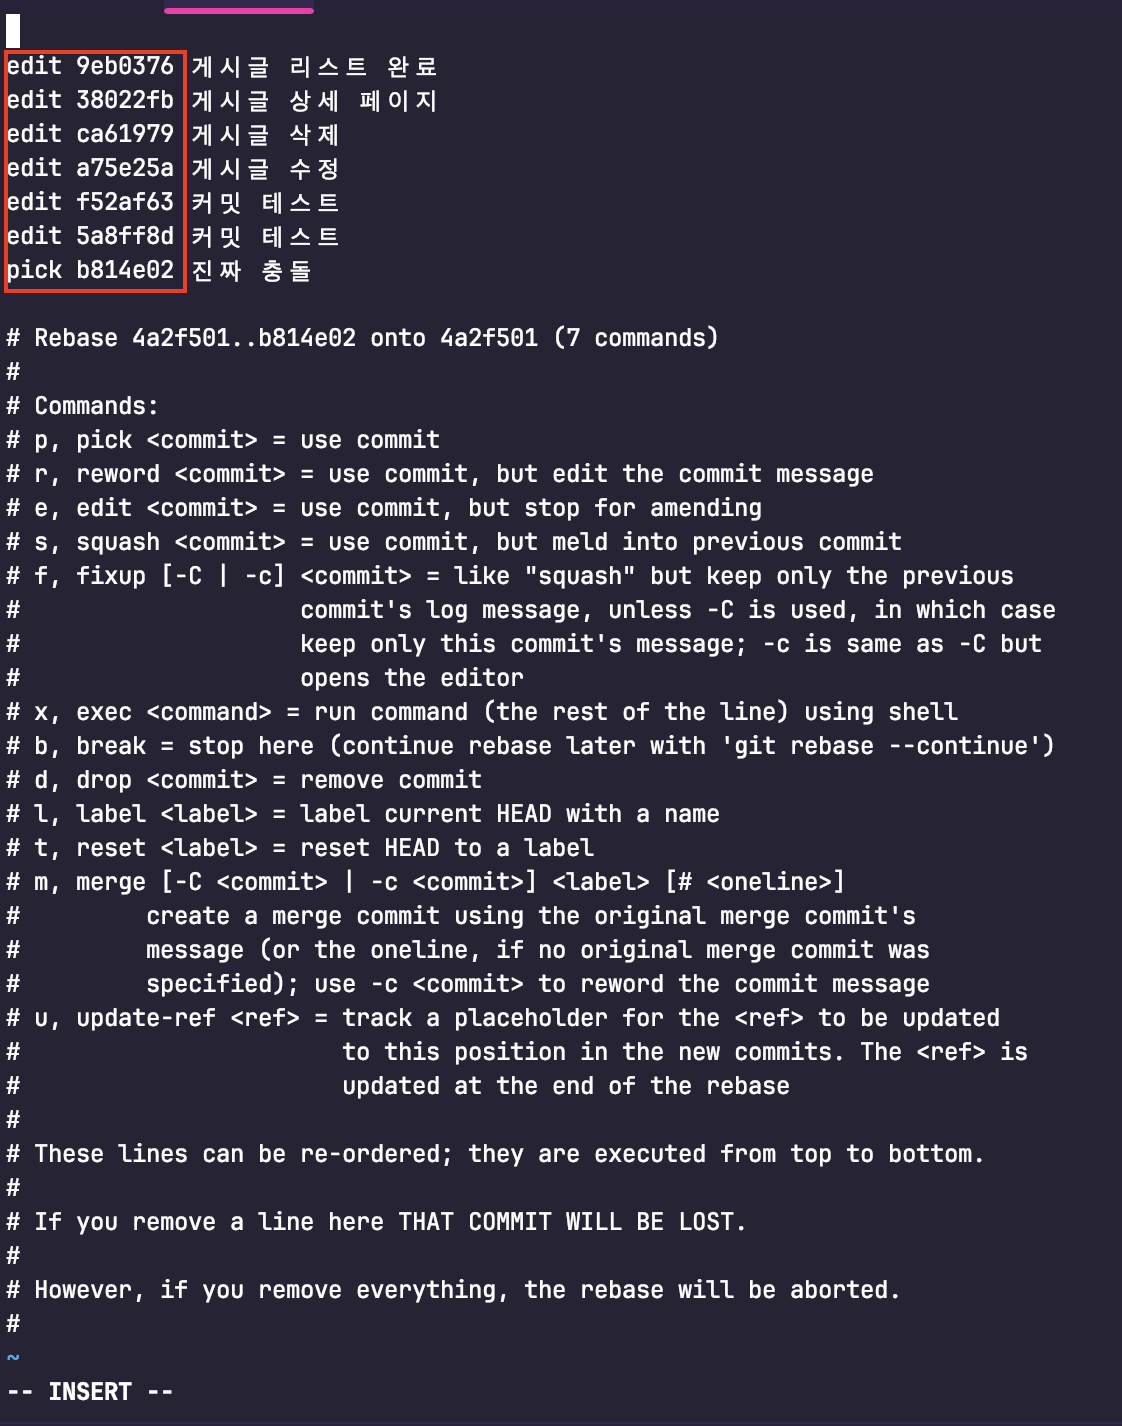 edit 9eb0376 게시글 리스트 완료
edit 38022fb 게시글 상세 페이지
edit ca61979 게시글 삭제
edit a75e25a 게시글 수정
edit f52af63 커밋 테스트
edit 5a8ff8d 커밋 테스트
pick b814e02 진짜 충돌

# Rebase 4a2f501..b814e02 onto 4a2f501 (7 commands)
#
# Commands:
# p, pick <commit> = use commit
# r, reword <commit> = use commit, but edit the commit message
# e, edit <commit> = use commit, but stop for amending
# s, squash <commit> = use commit, but meld into previous commit
# f, fixup [-C | -c] <commit> = like "squash" but keep only the previous
#                    commit's log message, unless -C is used, in which case
#                    keep only this commit's message; -c is same as -C but
#                    opens the editor
# x, exec <command> = run command (the rest of the line) using shell
# b, break = stop here (continue rebase later with 'git rebase --continue')
# d, drop <commit> = remove commit
# l, label <label> = label current HEAD with a name
# t, reset <label> = reset HEAD to a label
# m, merge [-C <commit> | -c <commit>] <label> [# <oneline>]
#         create a merge commit using the original merge commit's
#         message (or the oneline, if no original merge commit was
#         specified); use -c <commit> to reword the commit message
# u, update-ref <ref> = track a placeholder for the <ref> to be updated
#                       to this position in the new commits. The <ref> is
#                       updated at the end of the rebase
#
# These lines can be re-ordered; they are executed from top to bottom.
#
# If you remove a line here THAT COMMIT WILL BE LOST.
#
# However, if you remove everything, the rebase will be aborted.
#
~
-- INSERT --